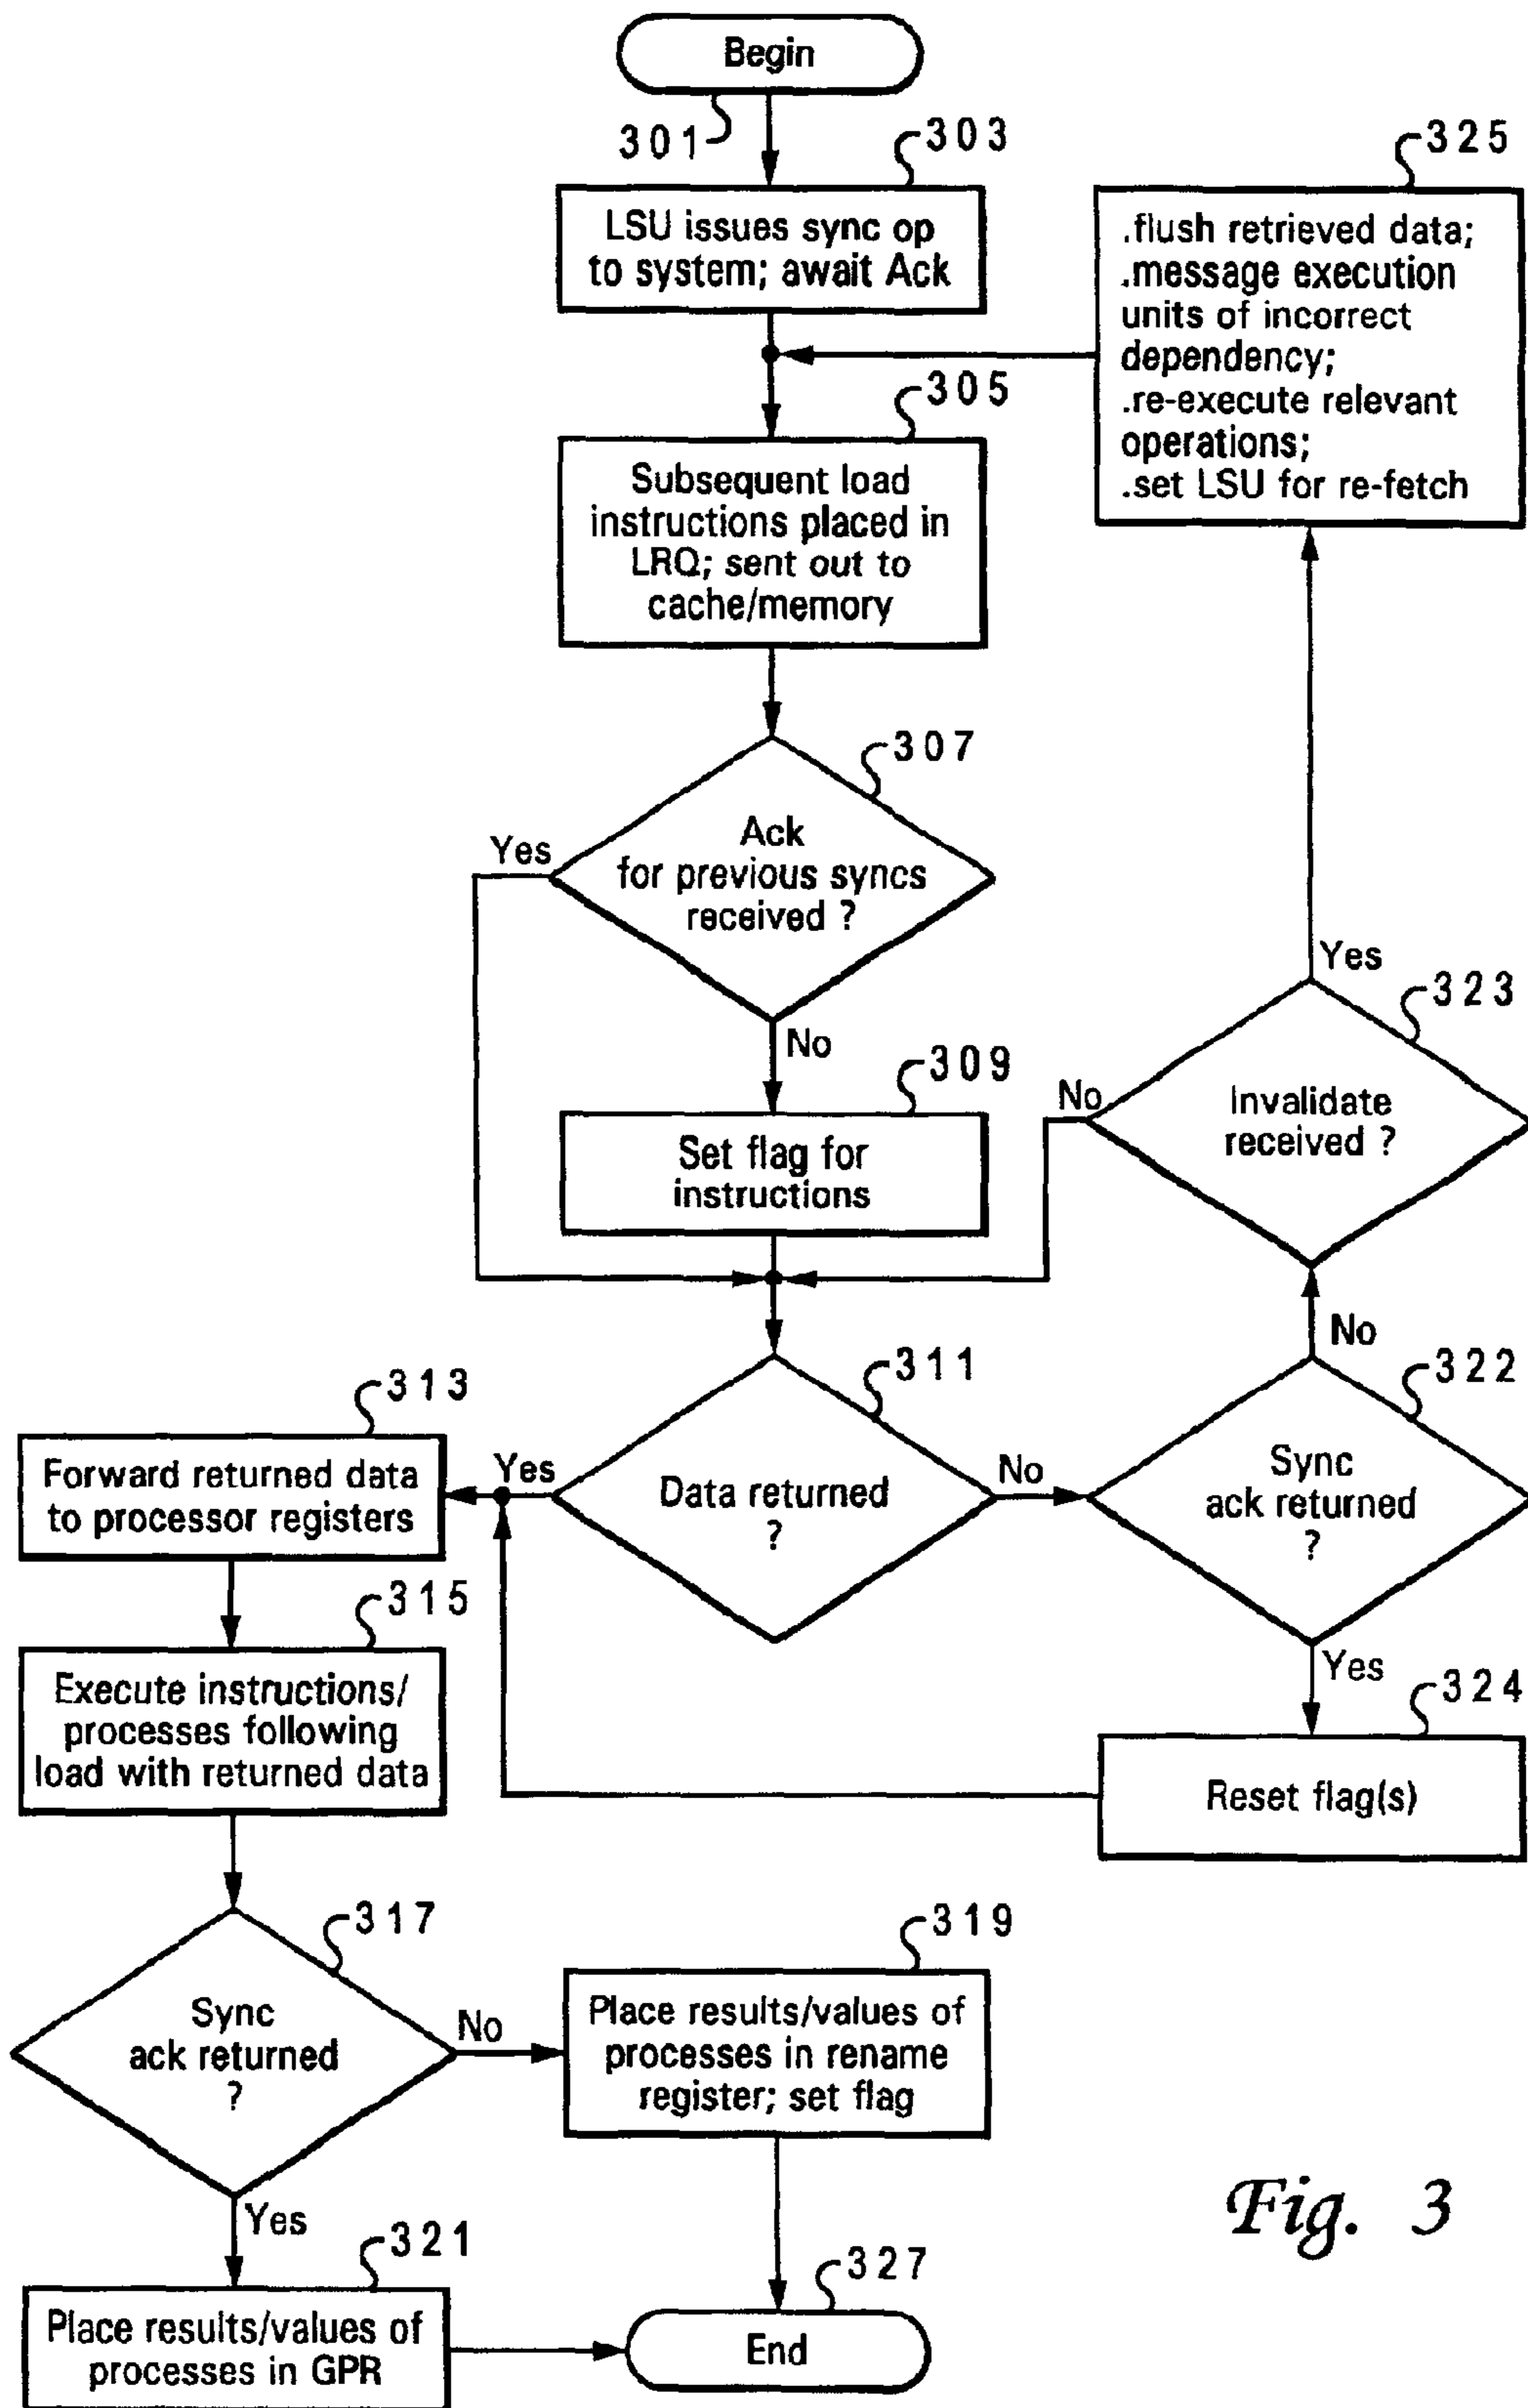 Begin
301
303
LSU issues sync op
to system; await Ack
325
.flush retrieved data;
.message execution
units of incorrect
dependency;
.re-execute relevant
operations;
.set LSU for re-fetch
305
Subsequent load
instructions placed in
LRQ; sent out to
cache/memory
307
Ack
for previous syncs
received ?
Yes
No
309
Set flag for
instructions
323
Invalidate
received ?
Yes
No
311
Data returned
?
Yes
No
322
Sync
ack returned
?
No
Yes
324
Reset flag(s)
313
Forward returned data
to processor registers
315
Execute instructions/
processes following
load with returned data
317
Sync
ack returned
?
No
Yes
319
Place results/values of
processes in rename
register; set flag
321
Place results/values of
processes in GPR
327
End
Fig. 3